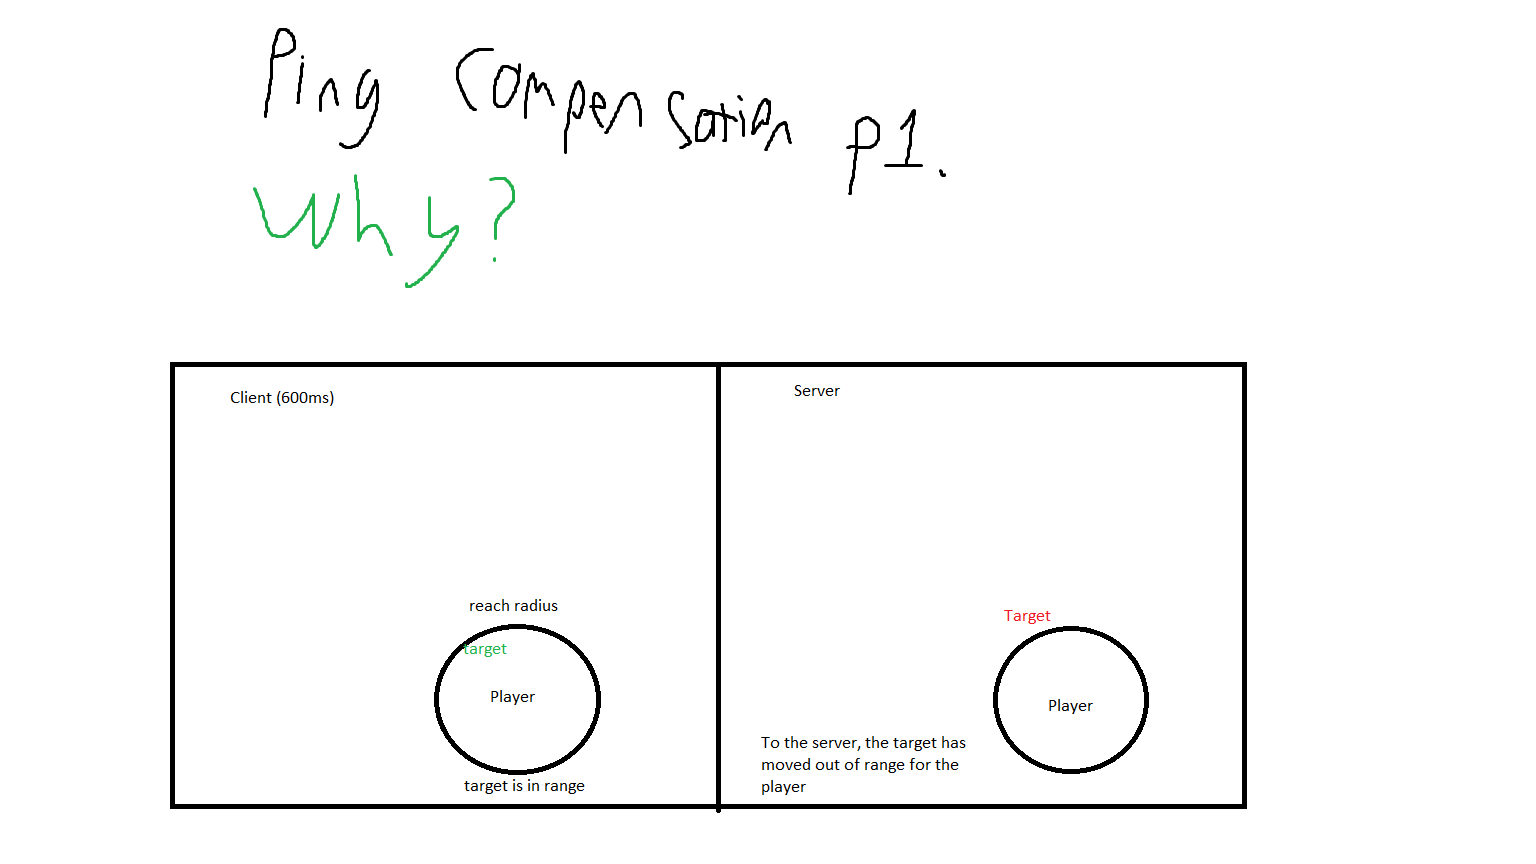 Ping Compensation p1.
Why?
Client (600ms)
Server
reach radius
target
Player
target is in range
Target
Player
To the server, the target has
moved out of range for the
player